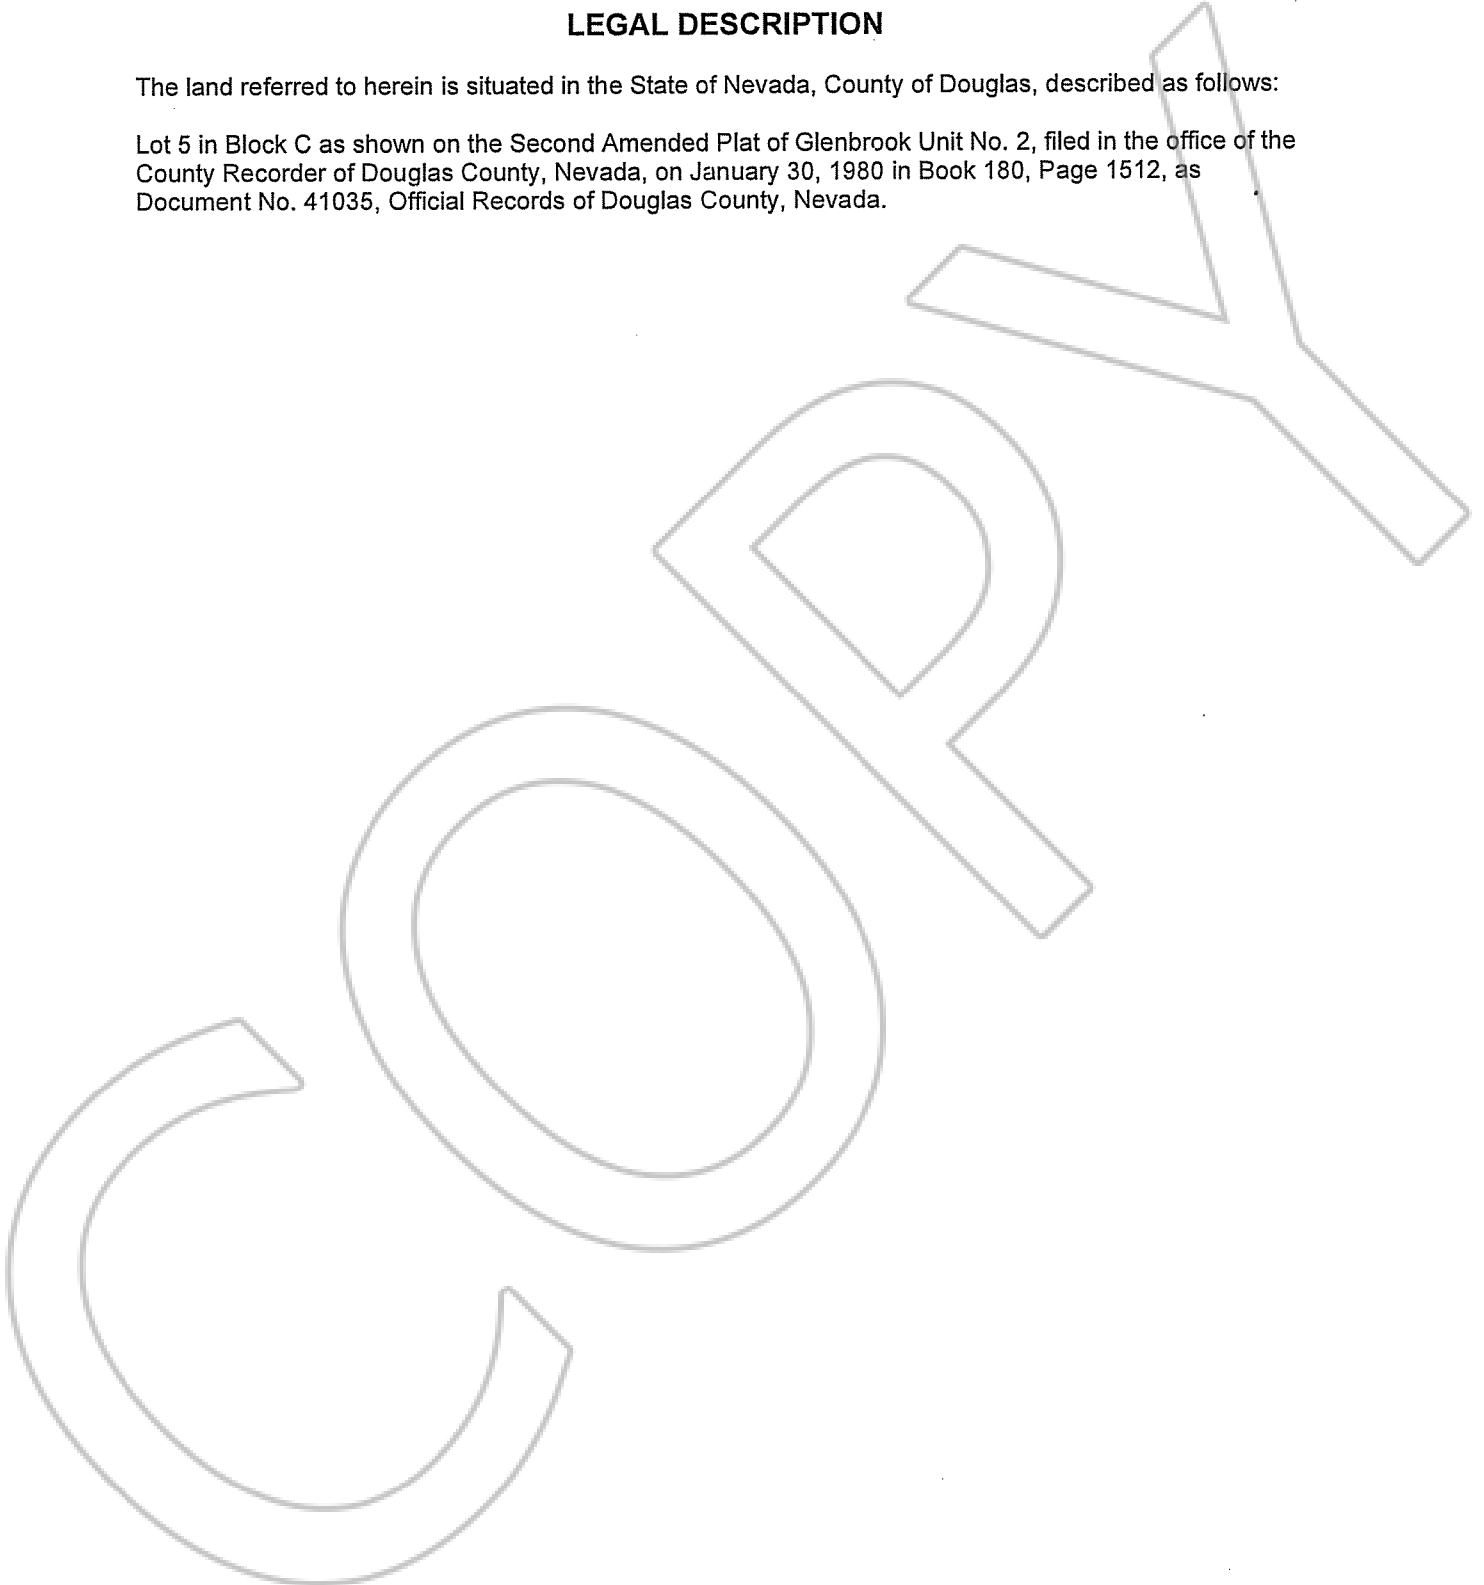 LEGAL DESCRIPTION
The land referred to herein is situated in the State of Nevada, County of Douglas, described as follows:
Lot 5 in Block C as shown on the Second Amended Plat of Glenbrook Unit No. 2, filed in the office of the
County Recorder of Douglas County, Nevada, on January 30, 1980 in Book 180, Page 1512, as
Document No. 41035, Official Records of Douglas County, Nevada.
COPY